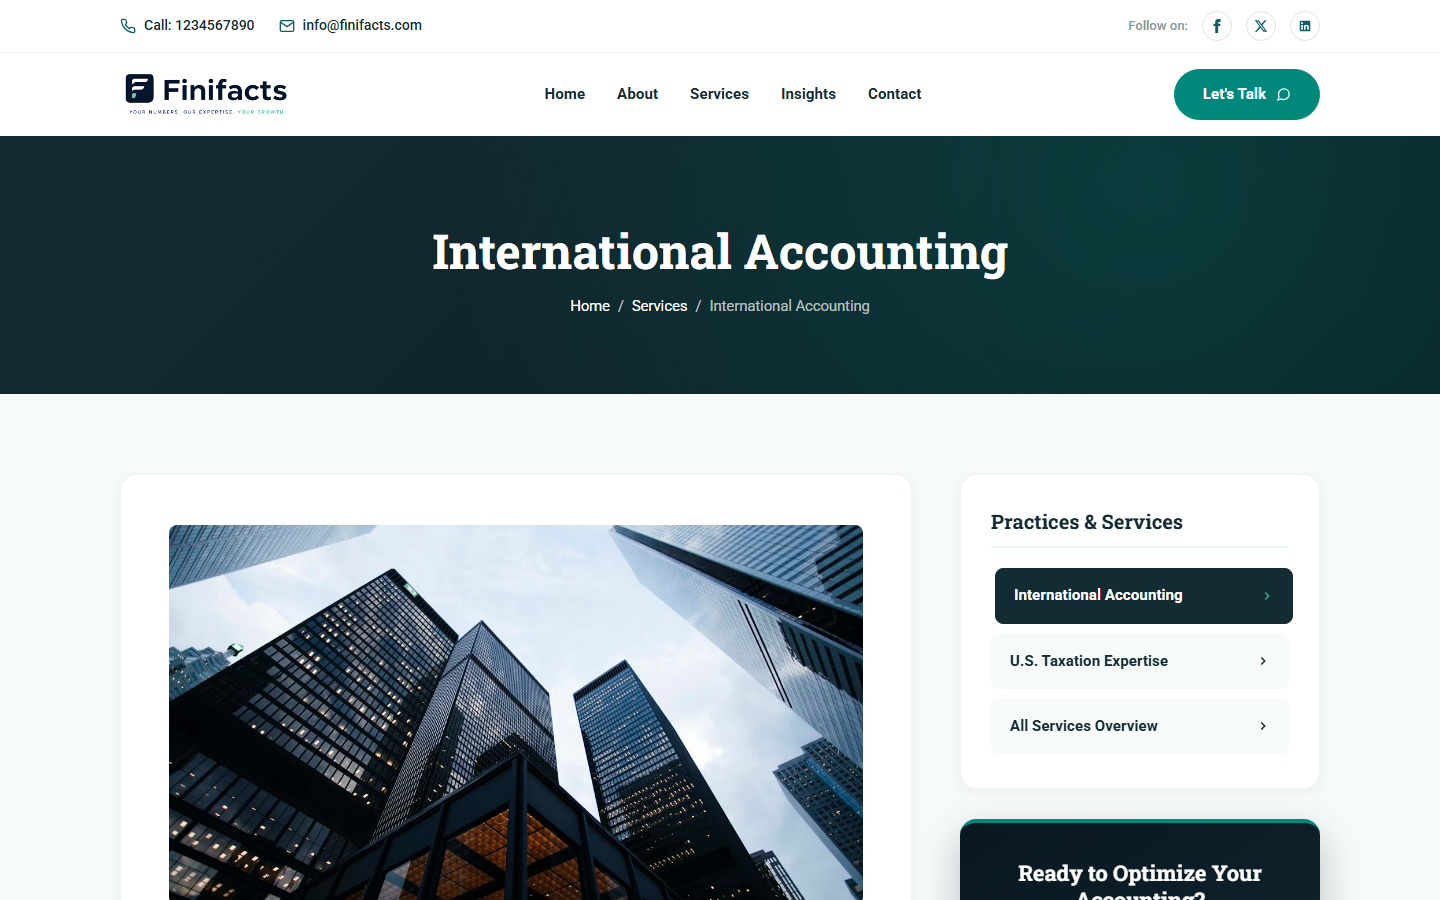 Call: 1234567890
info@finifacts.com
Follow on:
Finifacts
YOUR NUMBERS. OUR EXPERTISE. YOUR GROWTH.
Home
About
Services
Insights
Contact
Let's Talk
International Accounting
Home / Services / International Accounting
Practices & Services
International Accounting
U.S. Taxation Expertise
All Services Overview
Ready to Optimize Your
Accounting?